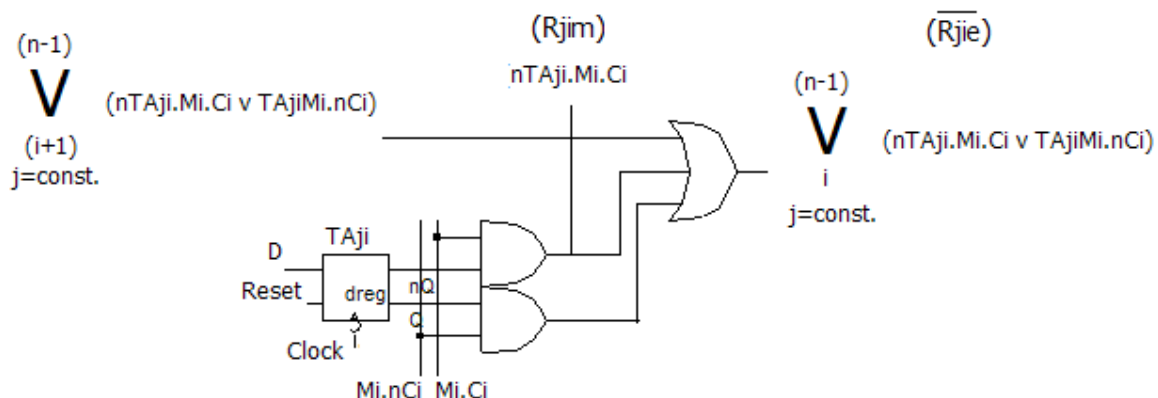 (Rjim)
(Rjie)
(n-1)
V
(nTAji.Mi.Ci v TAjiMi.nCi)
(i+1)
j=const.
nTAji.Mi.Ci
(n-1)
V
(nTAji.Mi.Ci v TAjiMi.nCi)
i
j=const.
TAji
D
Reset
dreg
nQ
Q
Clock
Mi.nCi
Mi.Ci